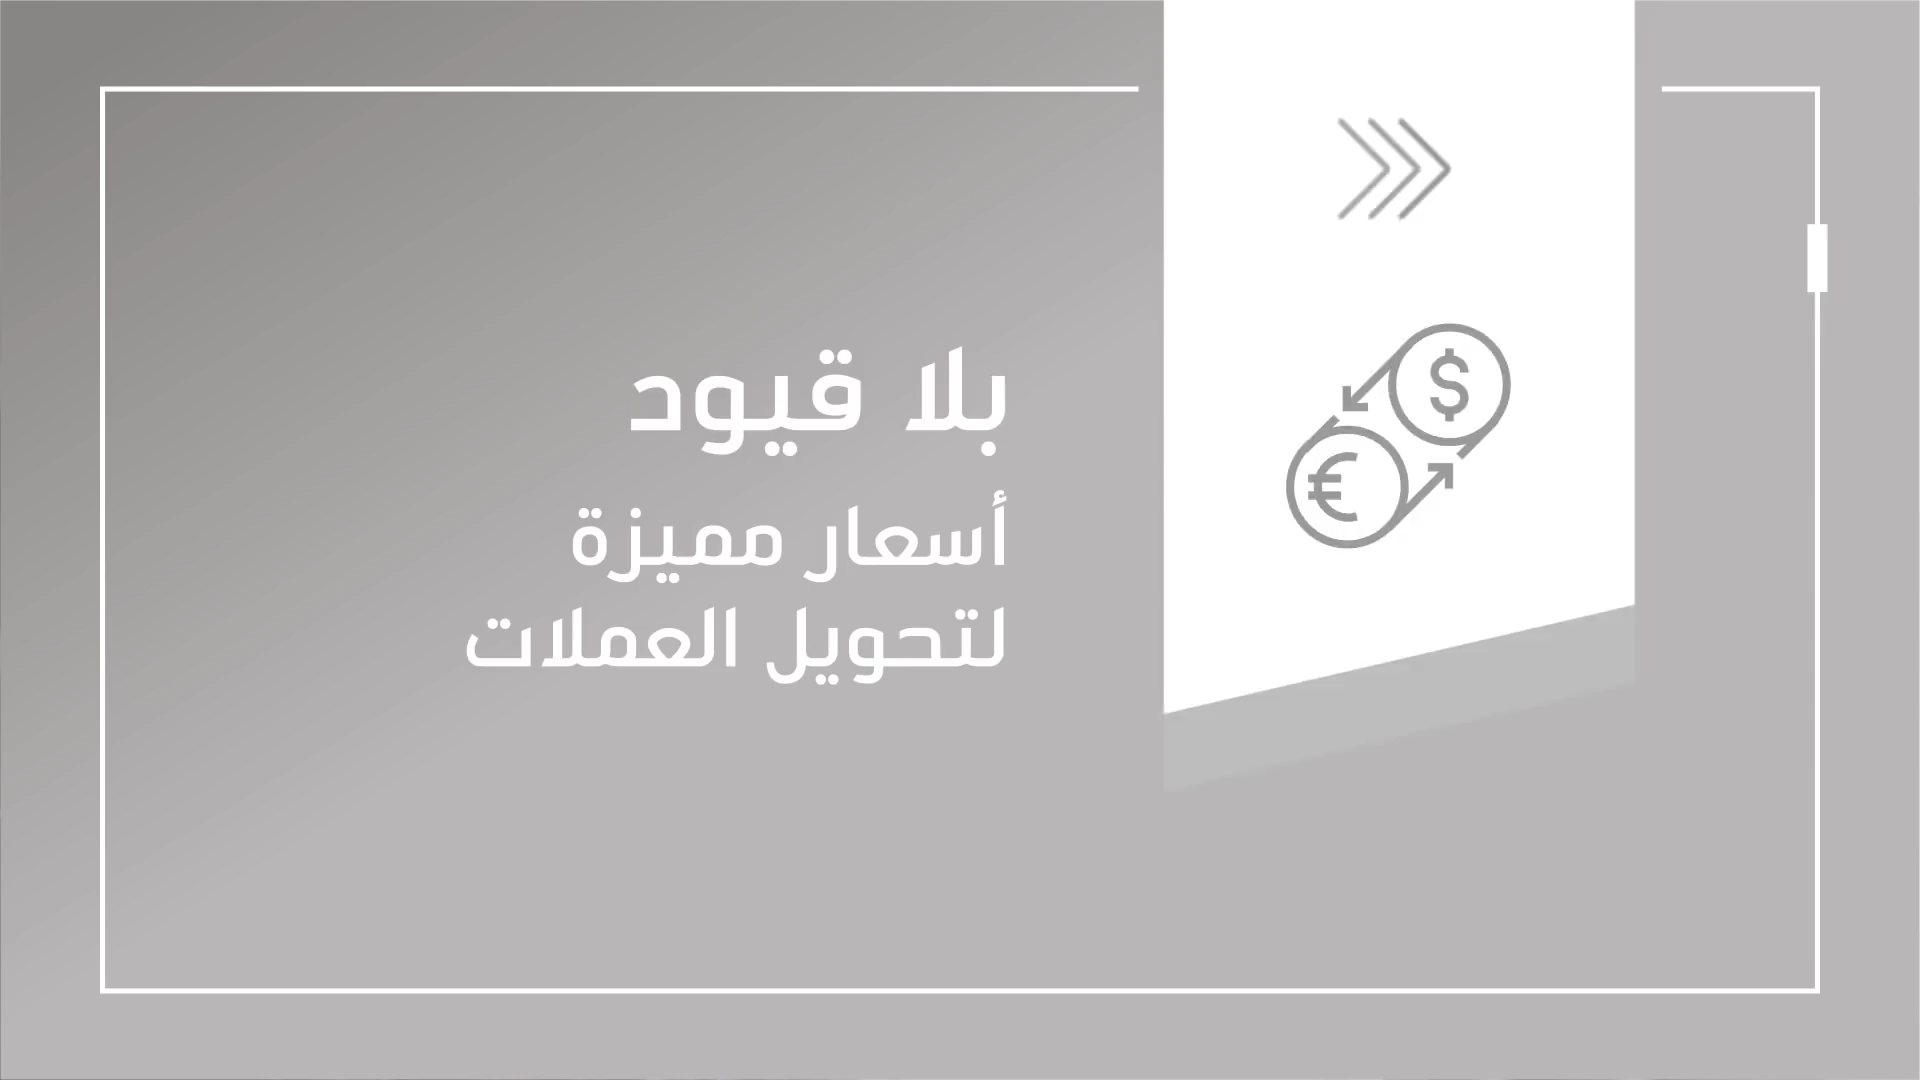 بلا قيود
أسعار مميزة
لتحويل العملات
$
€